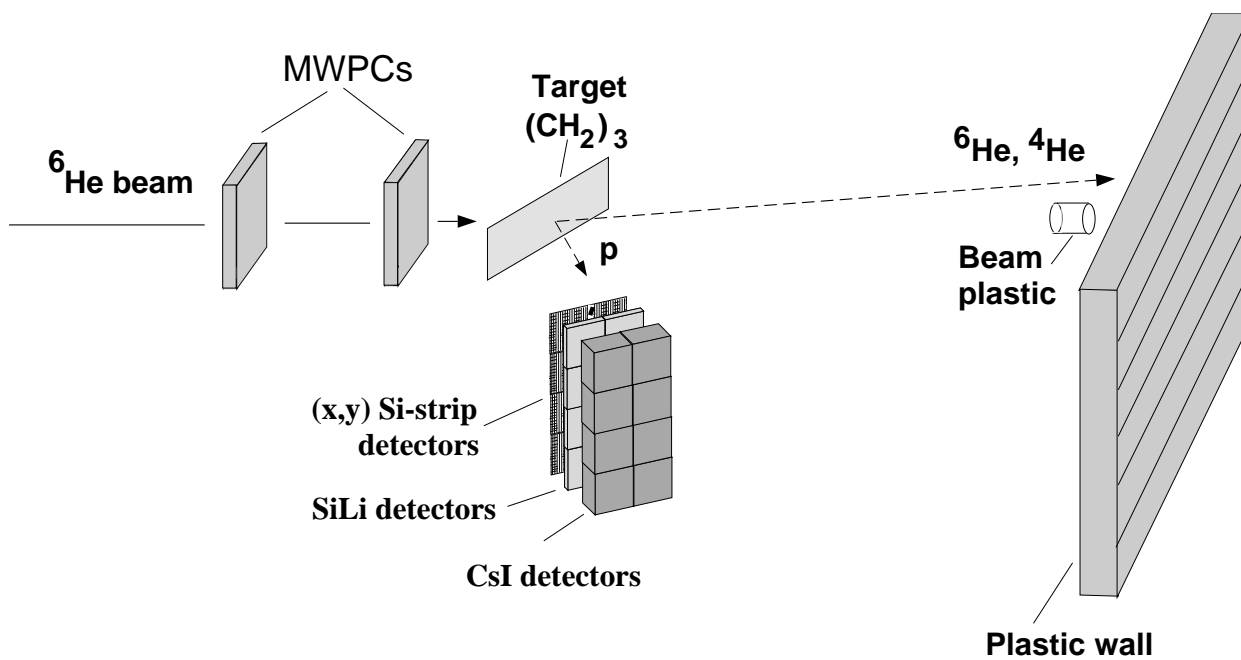 MWPCs
Target
(CH2)3
6He beam
6He, 4He
p
Beam
plastic
(x,y) Si-strip
detectors
SiLi detectors
CsI detectors
Plastic wall